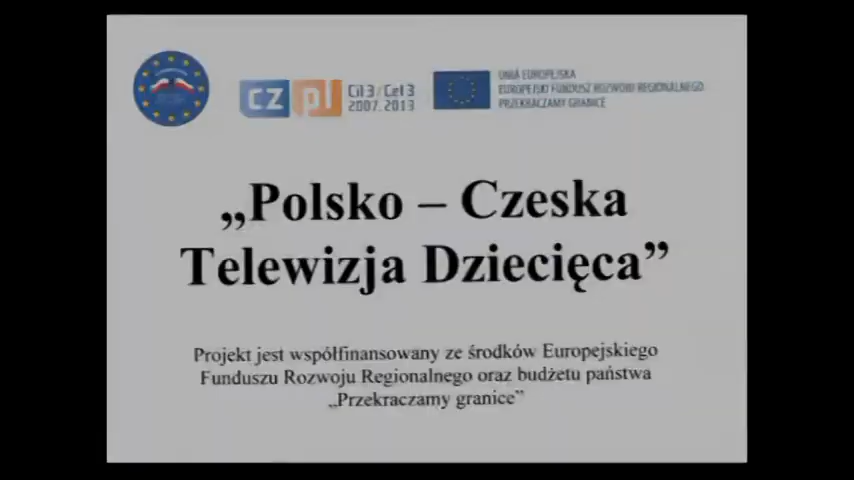 cz pl
Cíl 3 / Cel 3
2007.2013
UNIA EUROPEJSKA
EUROPEJSKI FUNDUSZ ROZWOJU REGIONALNEGO
PRZEKRACZAMY GRANICE
„Polsko – Czeska
Telewizja Dziecięca”
Projekt jest współfinansowany ze środków Europejskiego
Funduszu Rozwoju Regionalnego oraz budżetu państwa
„Przekraczamy granice”